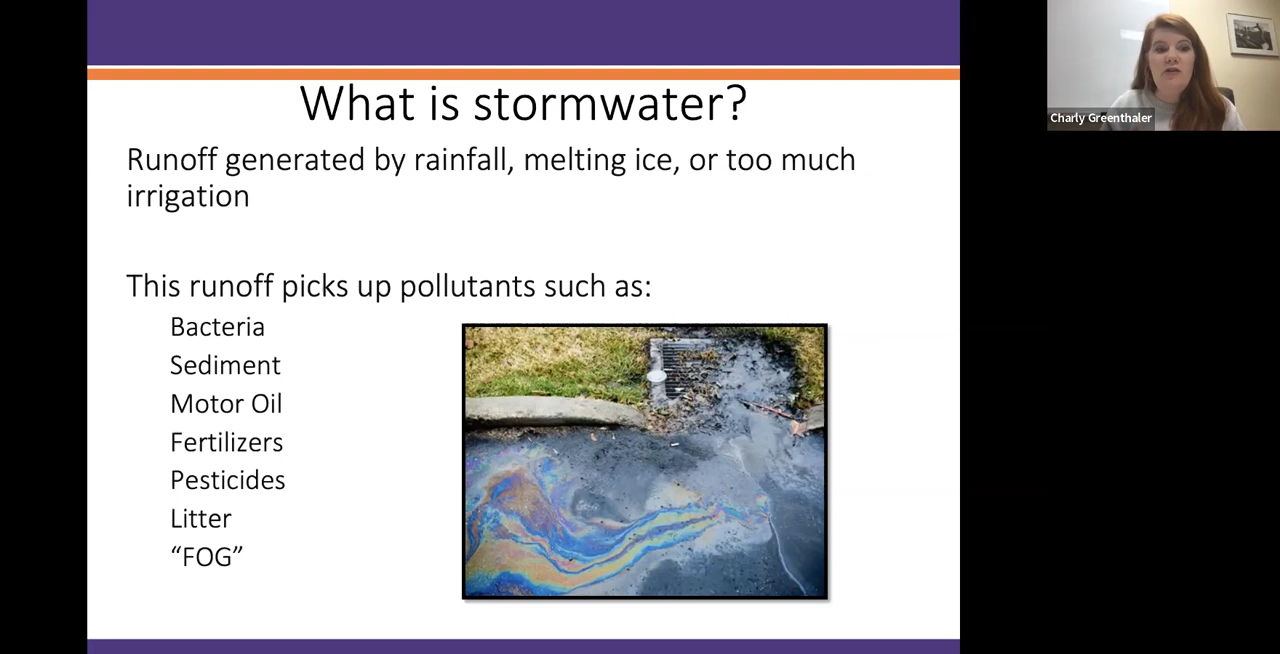 What is stormwater?
Runoff generated by rainfall, melting ice, or too much
irrigation
This runoff picks up pollutants such as:
Bacteria
Sediment
Motor Oil
Fertilizers
Pesticides
Litter
“FOG”
Charly Greenthaler